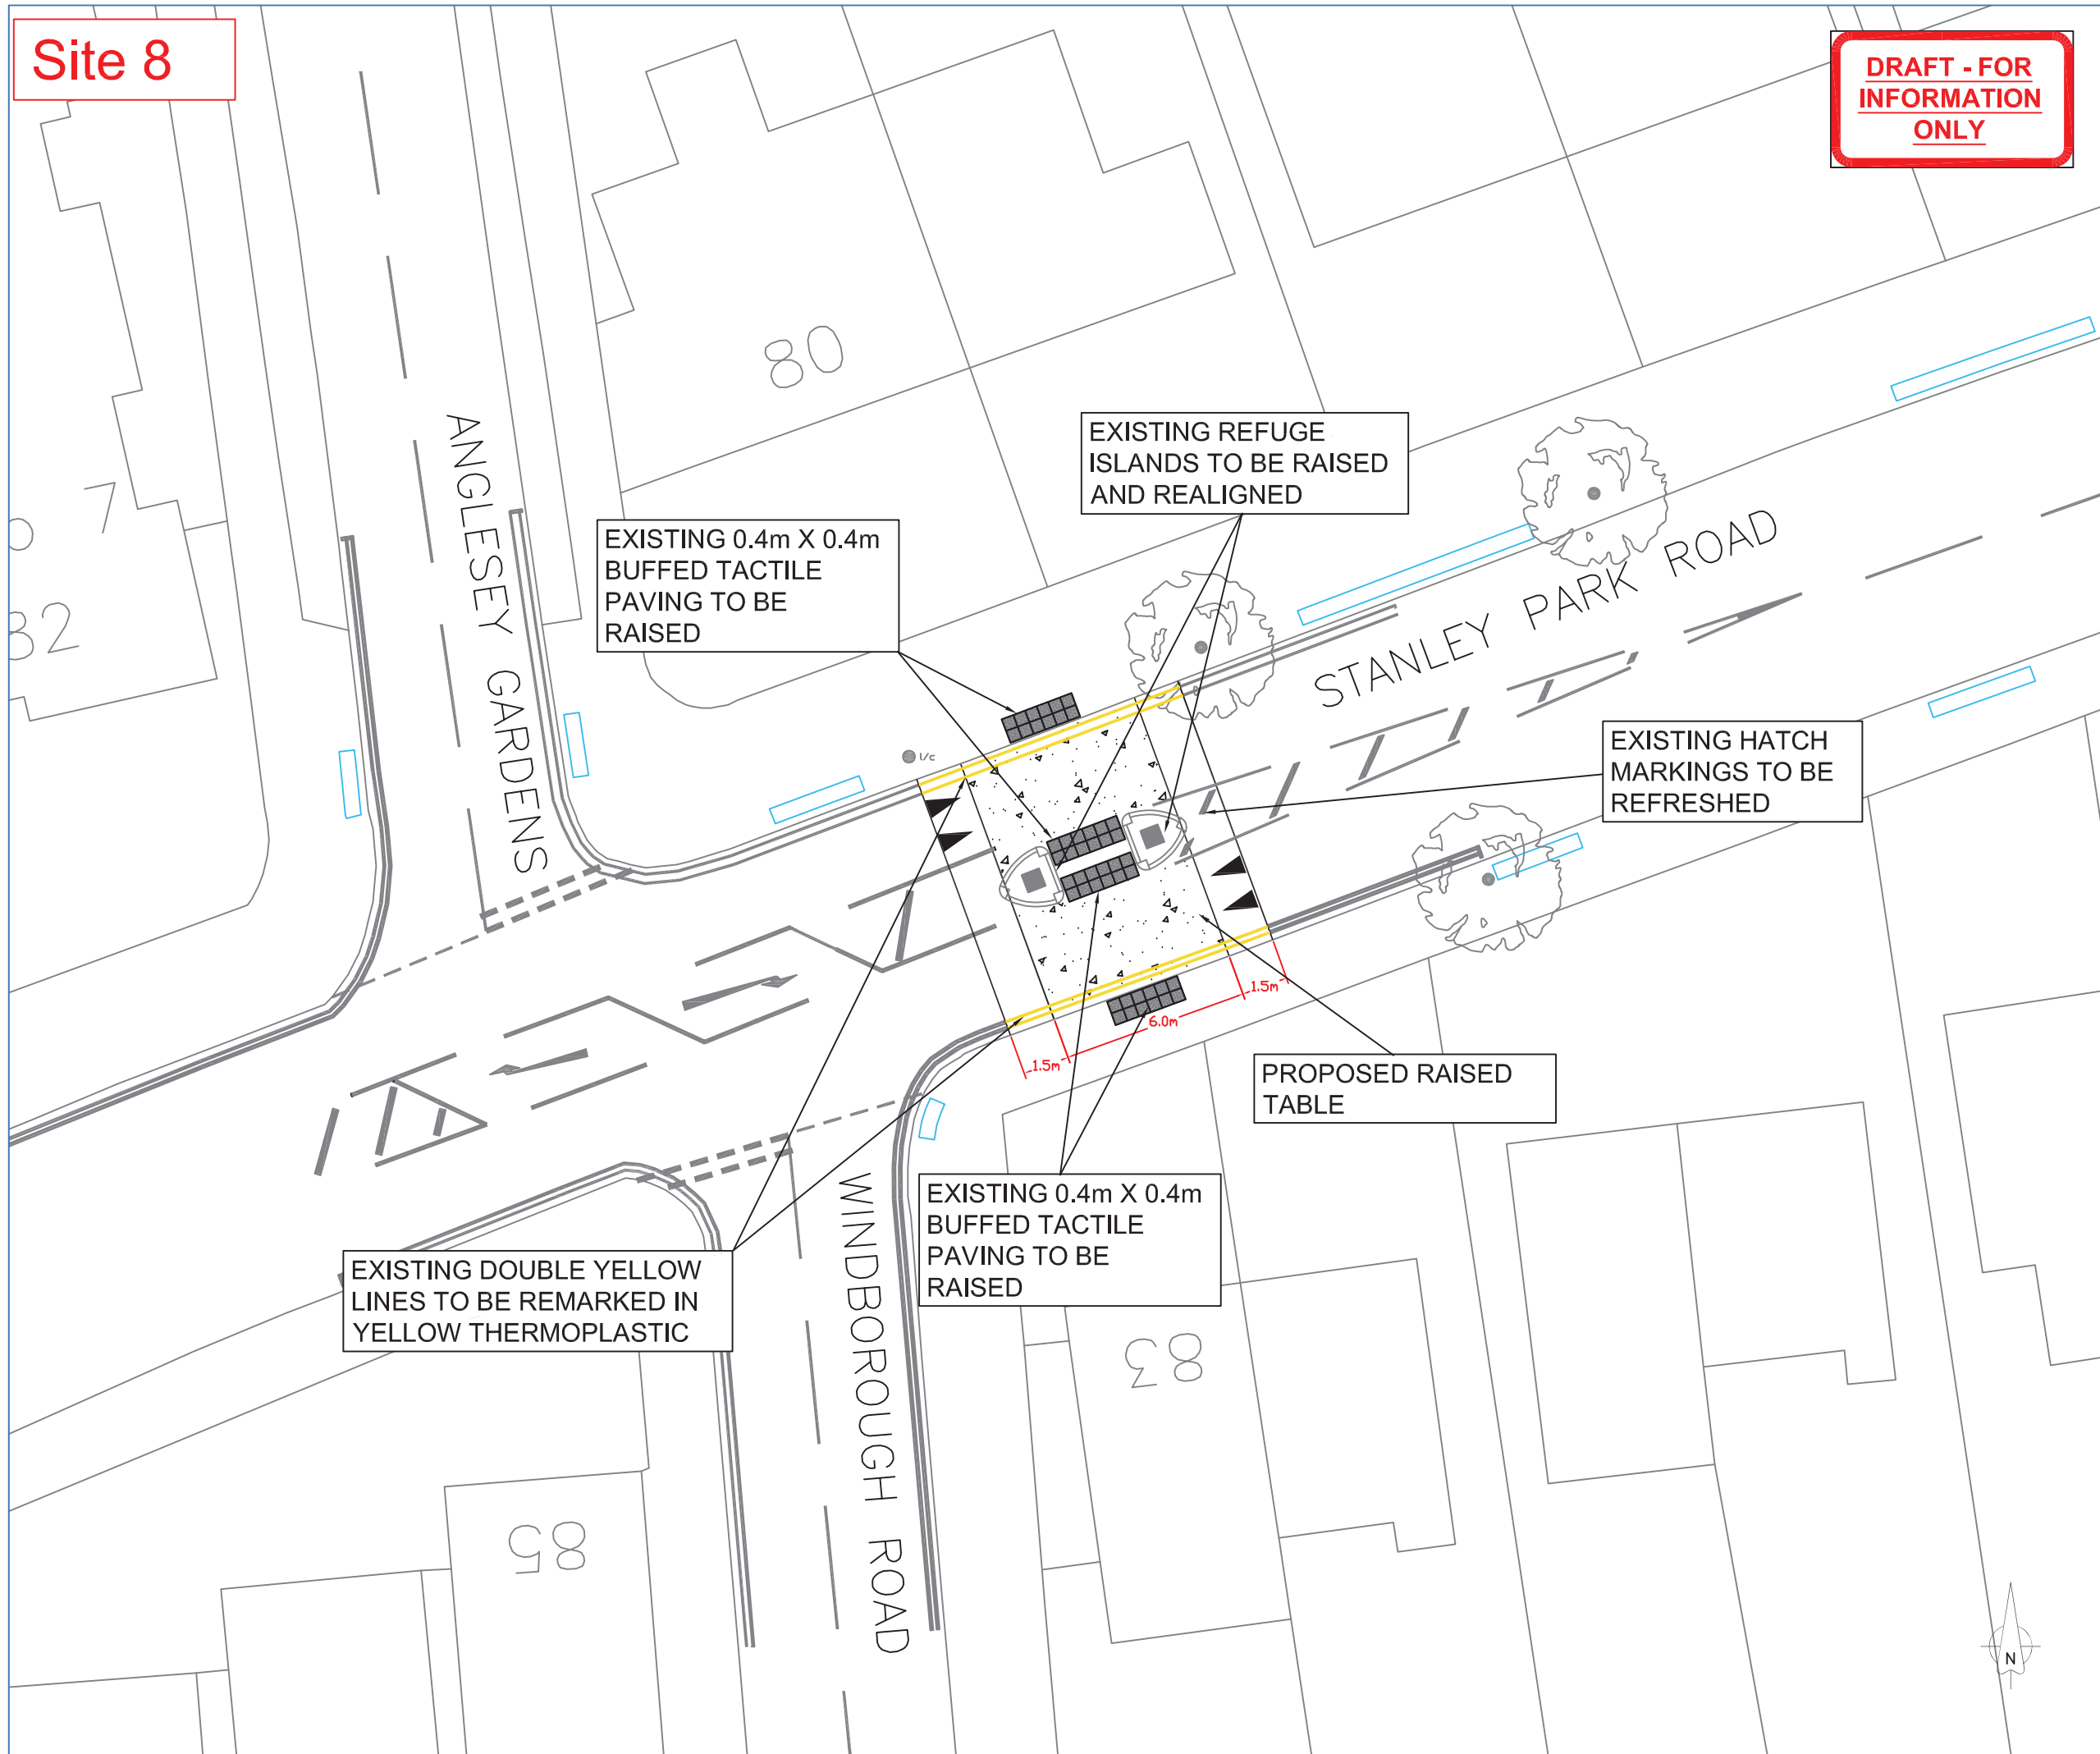 Site 8
DRAFT - FOR
INFORMATION
ONLY
80
7
82
ANGLESEY GARDENS
EXISTING REFUGE
ISLANDS TO BE RAISED
AND REALIGNED
EXISTING 0.4m X 0.4m
BUFFED TACTILE
PAVING TO BE
RAISED
STANLEY PARK ROAD
l/c
EXISTING HATCH
MARKINGS TO BE
REFRESHED
1.5m
6.0m
1.5m
PROPOSED RAISED
TABLE
EXISTING 0.4m X 0.4m
BUFFED TACTILE
PAVING TO BE
RAISED
EXISTING DOUBLE YELLOW
LINES TO BE REMARKED IN
YELLOW THERMOPLASTIC
WINDBOROUGH ROAD
83
85
N